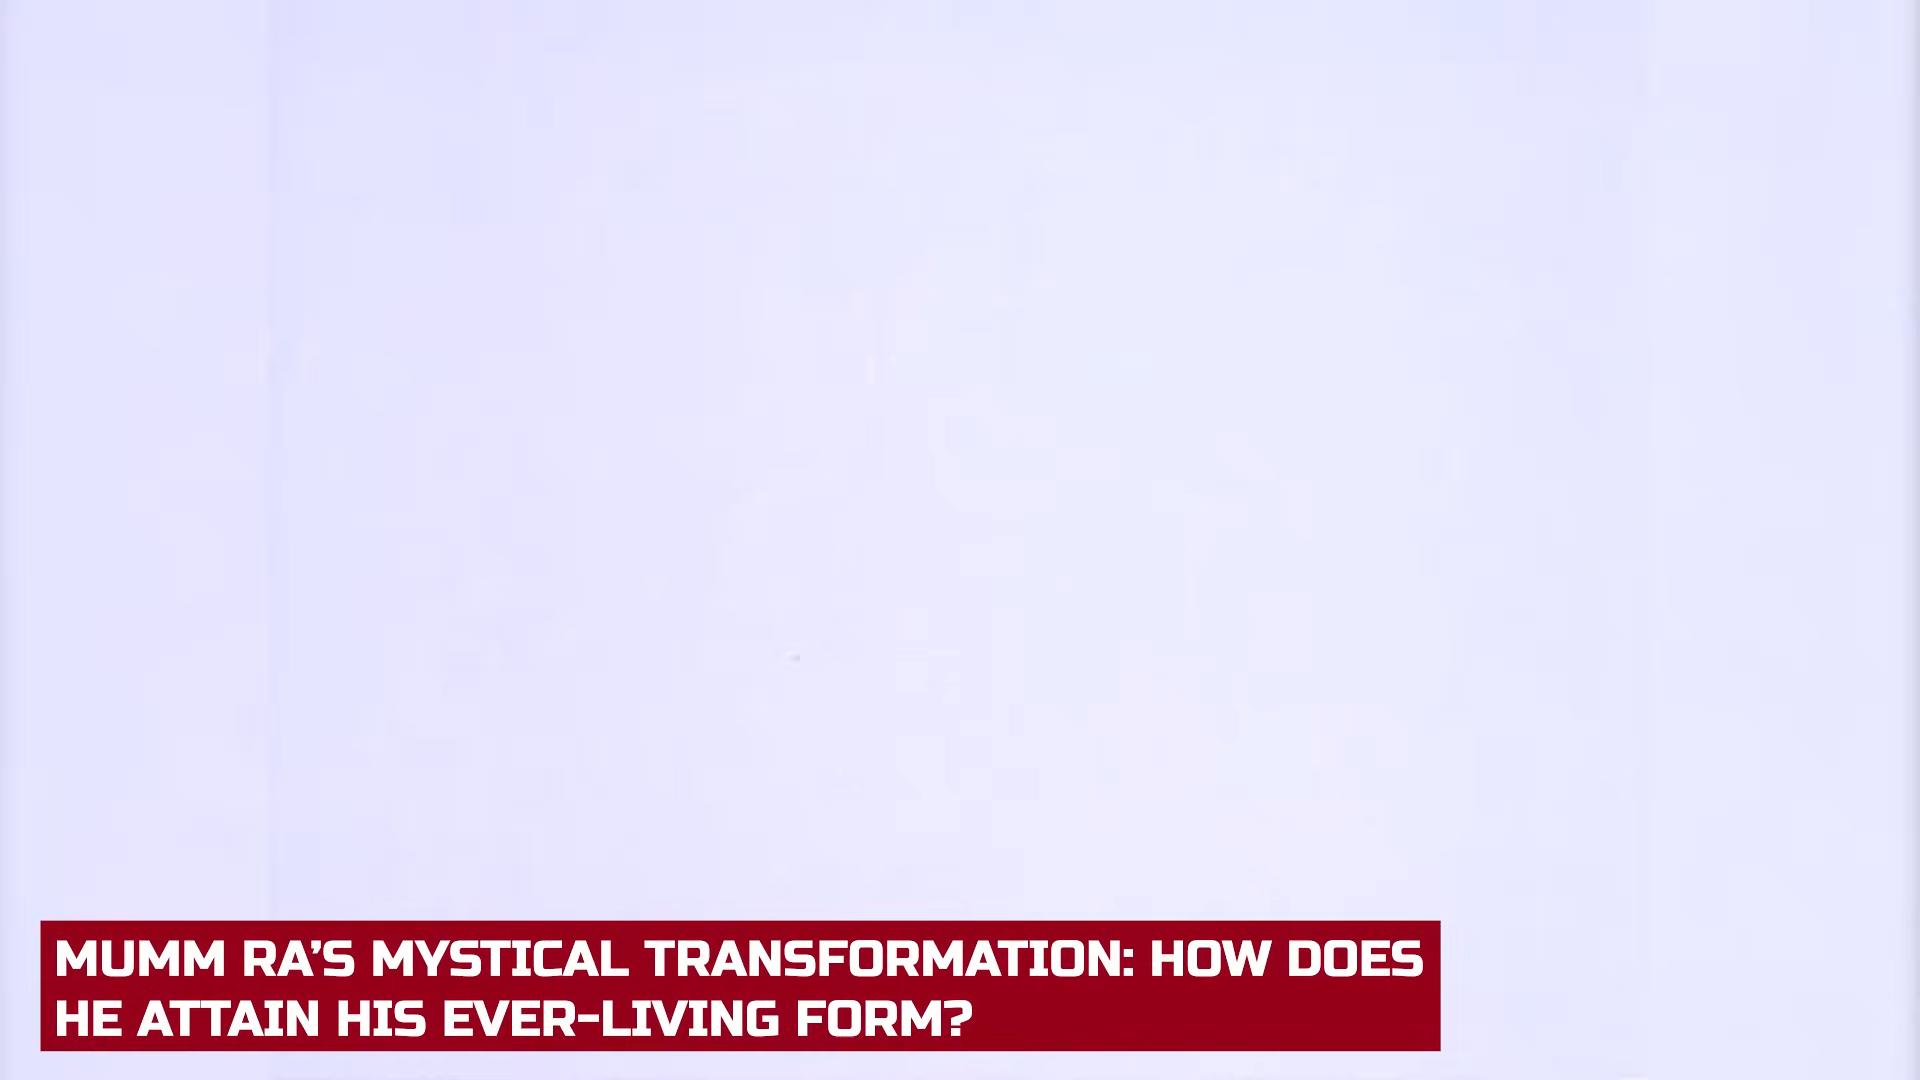 MUMM RA’S MYSTICAL TRANSFORMATION: HOW DOES
HE ATTAIN HIS EVER-LIVING FORM?